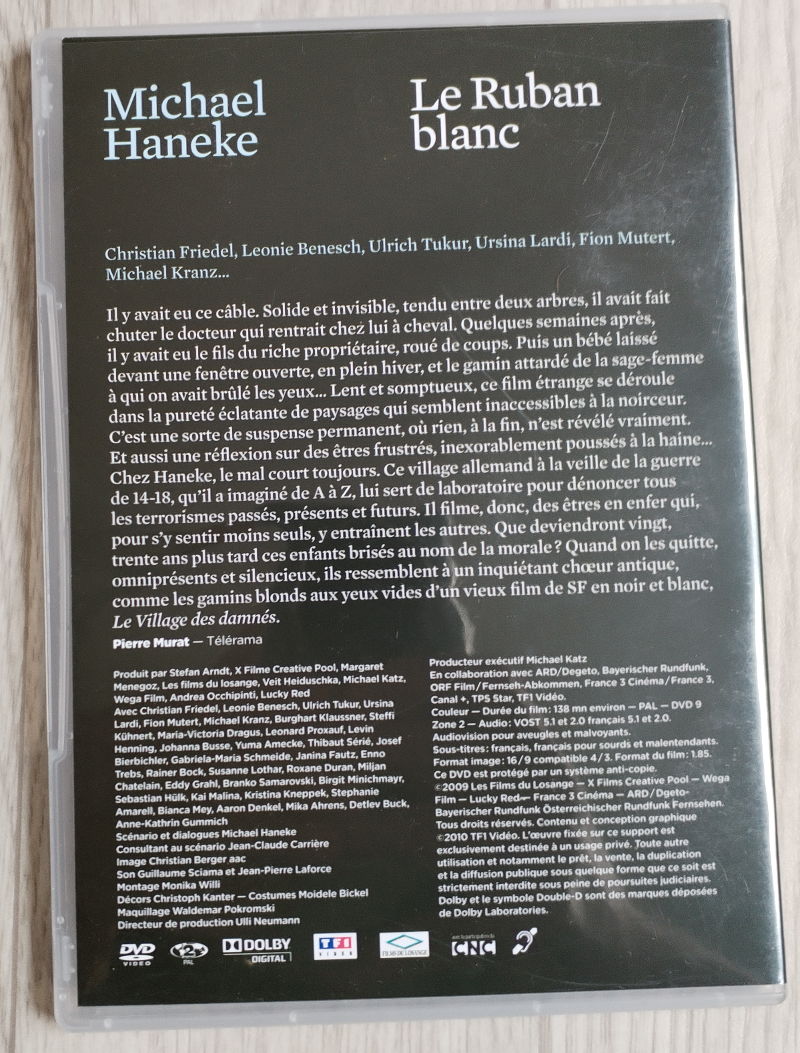 Michael
Haneke
Le Ruban
blanc
Christian Friedel, Leonie Benesch, Ulrich Tukur, Ursina Lardi, Fion Mutert,
Michael Kranz...
Il y avait eu ce câble. Solide et invisible, tendu entre deux arbres, il avait fait
chuter le docteur qui rentrait chez lui à cheval. Quelques semaines après,
il y avait eu le fils du riche propriétaire, roué de coups. Puis un bébé laissé
devant une fenêtre ouverte, en plein hiver, et le gamin attardé de la sage-femme
à qui on avait brûlé les yeux... Lent et somptueux, ce film étrange se déroule
dans la pureté éclatante de paysages qui semblent inaccessibles à la noirceur.
C'est une sorte de suspense permanent, où rien, à la fin, n'est révélé vraiment.
Et aussi une réflexion sur des êtres frustrés, inexorablement poussés à la haine...
Chez Haneke, le mal court toujours. Ce village allemand à la veille de la guerre
de 14-18, qu'il a imaginé de A à Z, lui sert de laboratoire pour dénoncer tous
les terrorismes passés, présents et futurs. Il filme, donc, des êtres en enfer qui,
pour s'y sentir moins seuls, y entraînent les autres. Que deviendront vingt,
trente ans plus tard ces enfants brisés au nom de la morale ? Quand on les quitte,
omniprésents et silencieux, ils ressemblent à un inquiétant chœur antique,
comme les gamins blonds aux yeux vides d'un vieux film de SF en noir et blanc,
Le Village des damnés.
Pierre Murat — Télérama
Produit par Stefan Arndt, X Filme Creative Pool, Margaret
Menegoz, Les films du losange, Veit Heiduschka, Michael Katz,
Wega Film, Andrea Occhipinti, Lucky Red
Avec Christian Friedel, Leonie Benesch, Ulrich Tukur, Ursina
Lardi, Fion Mutert, Michael Kranz, Burghart Klaussner, Steffi
Kühnert, Maria-Victoria Dragus, Leonard Proxauf, Levin
Henning, Johanna Busse, Yuma Amecke, Thibaut Sérié, Josef
Bierbichler, Gabriela-Maria Schmeide, Janina Fautz, Enno
Trebs, Rainer Bock, Susanne Lothar, Roxane Duran, Miljan
Chatelain, Eddy Grahl, Branko Samarovski, Birgit Minichmayr,
Sebastian Hülk, Kai Malina, Kristina Kneppek, Stephanie
Amarell, Bianca Mey, Aaron Denkel, Mika Ahrens, Detlev Buck,
Anne-Kathrin Gummich
Scénario et dialogues Michael Haneke
Consultant au scénario Jean-Claude Carrière
Image Christian Berger aac
Son Guillaume Sciama et Jean-Pierre Laforce
Montage Monika Willi
Décors Christoph Kanter — Costumes Moidele Bickel
Maquillage Waldemar Pokromski
Directeur de production Ulli Neumann
Producteur exécutif Michael Katz
En collaboration avec ARD/Degeto, Bayerischer Rundfunk,
ORF Film/Fernseh-Abkommen, France 3 Cinéma/France 3,
Canal +, TPS Star, TF1 Vidéo.
Couleur — Durée du film : 138 mn environ — PAL — DVD 9
Zone 2 — Audio : VOST 5.1 et 2.0 français 5.1 et 2.0.
Audiovision pour aveugles et malvoyants.
Sous-titres : français, français pour sourds et malentendants.
Format image : 16/9 compatible 4/3. Format du film : 1.85.
Ce DVD est protégé par un système anti-copie.
©2009 Les Films du Losange — X Films Creative Pool — Wega
Film — Lucky Red— France 3 Cinéma — ARD/Dgeto-
Bayerischer Rundfunk Österreichischer Rundfunk Fernsehen.
Tous droits réservés. Contenu et conception graphique
©2010 TF1 Vidéo. L'œuvre fixée sur ce support est
exclusivement destinée à un usage privé. Toute autre
utilisation et notamment le prêt, la vente, la duplication
et la diffusion publique sous quelque forme que ce soit est
strictement interdite sous peine de poursuites judiciaires.
Dolby et le symbole Double-D sont des marques déposées
de Dolby Laboratories.
DVD
VIDEO
2
PAL
DOLBY
DIGITAL
TF1
VIDEO
FILMS DU LOSANGE
avec la participation du
CNC